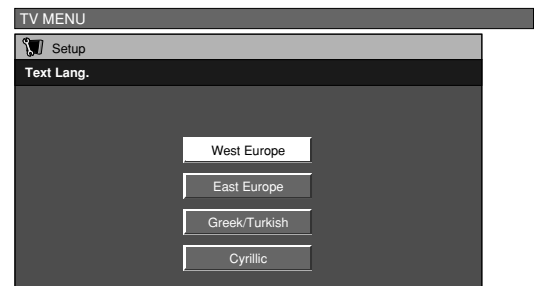 TV MENU
Setup
Text Lang.
West Europe
East Europe
Greek/Turkish
Cyrillic